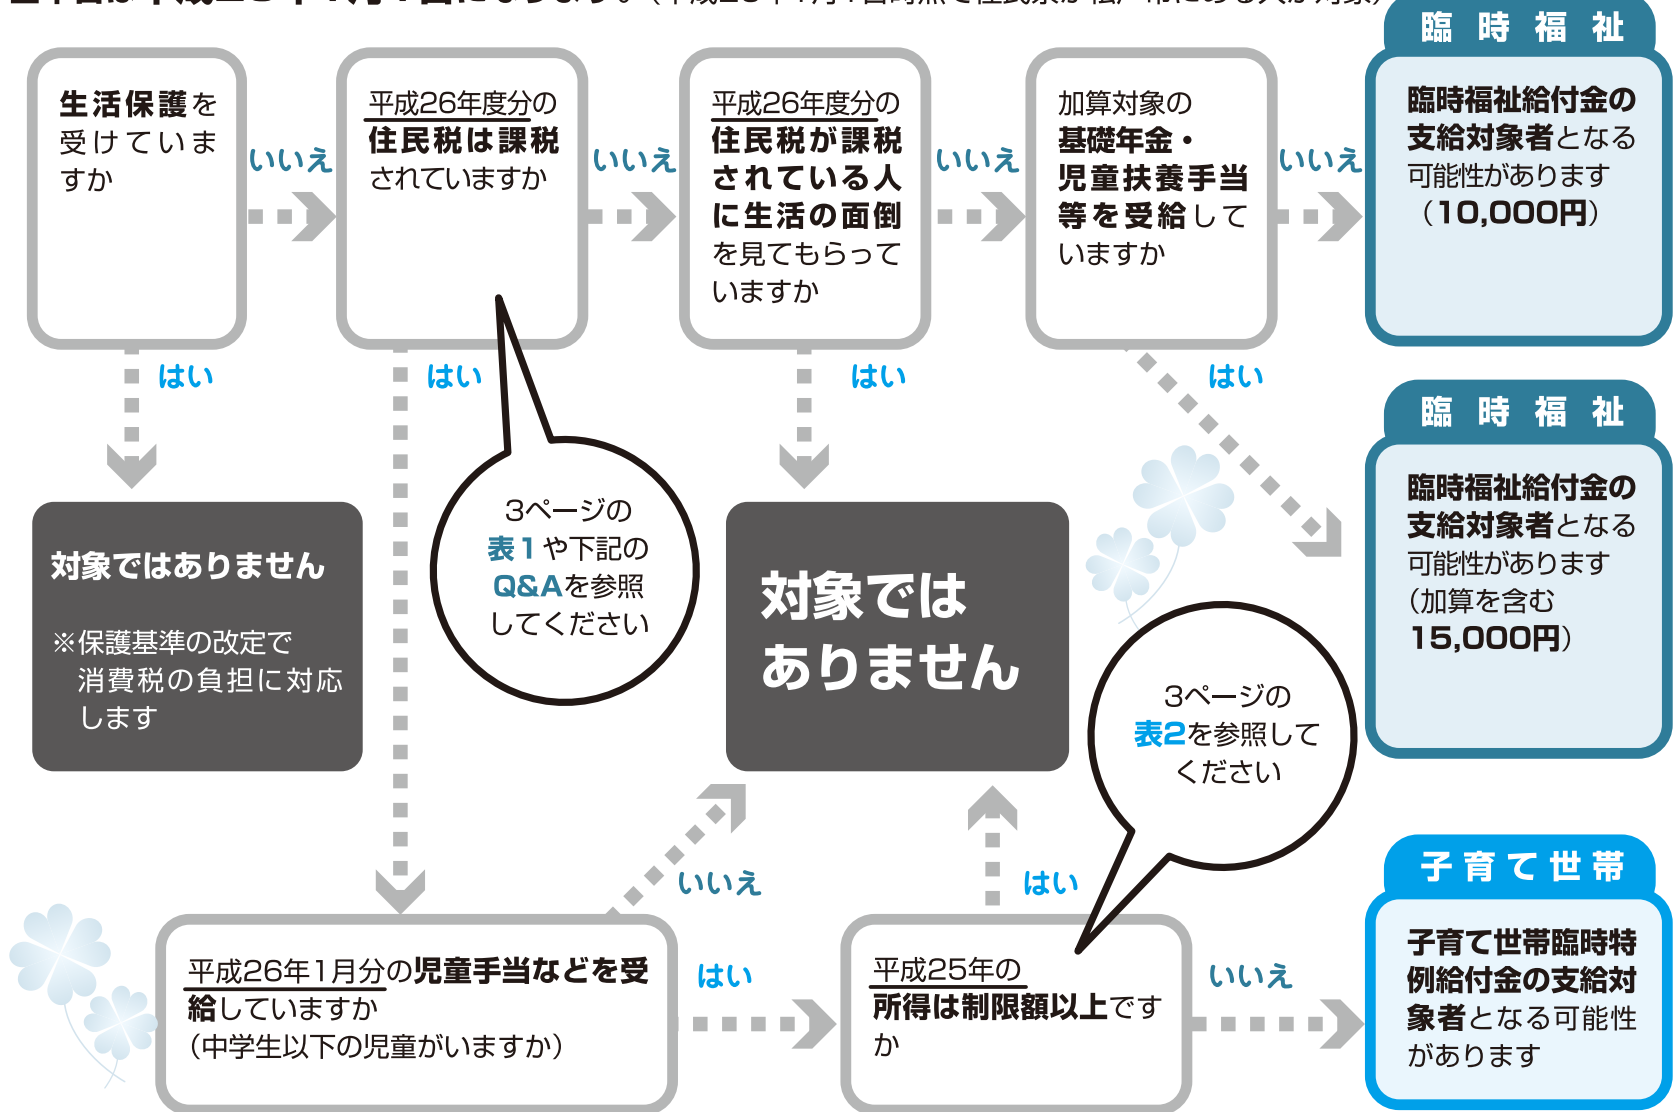 臨時福祉
生活保護を
受けていま
すか
いいえ
はい
平成26年度分の
住民税は課税
されていますか
いいえ
はい
平成26年度分の
住民税が課税
されている人
に生活の面倒
を見てもらって
いますか
いいえ
はい
加算対象の
基礎年金・
児童扶養手当
等を受給して
いますか
いいえ
はい
臨時福祉給付金の
支給対象者となる
可能性があります
（10,000円）
臨時福祉
臨時福祉給付金の
支給対象者となる
可能性があります
（加算を含む
15,000円）
対象ではありません
※保護基準の改定で
消費税の負担に対応
します
3ページの
表1や下記の
Q&Aを参照
してください
対象では
ありません
3ページの
表2を参照して
ください
平成26年1月分の児童手当などを受
給していますか
（中学生以下の児童がいますか）
いいえ
はい
平成25年の
所得は制限額以上です
か
はい
いいえ
子育て世帯
子育て世帯臨時特
例給付金の支給対
象者となる可能性
があります